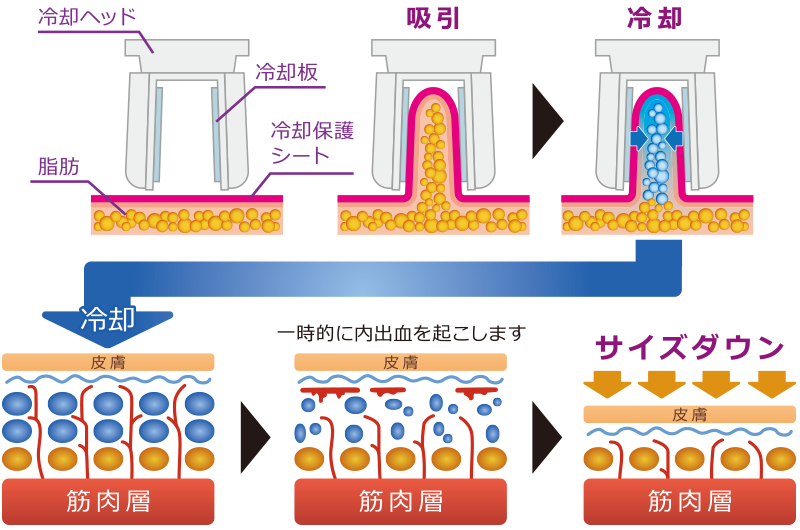 冷却ヘッド
冷却板
冷却保護
シート
脂肪
吸引
冷却
冷却
皮膚
筋肉層
一時的に内出血を起こします
皮膚
筋肉層
サイズダウン
皮膚
筋肉層